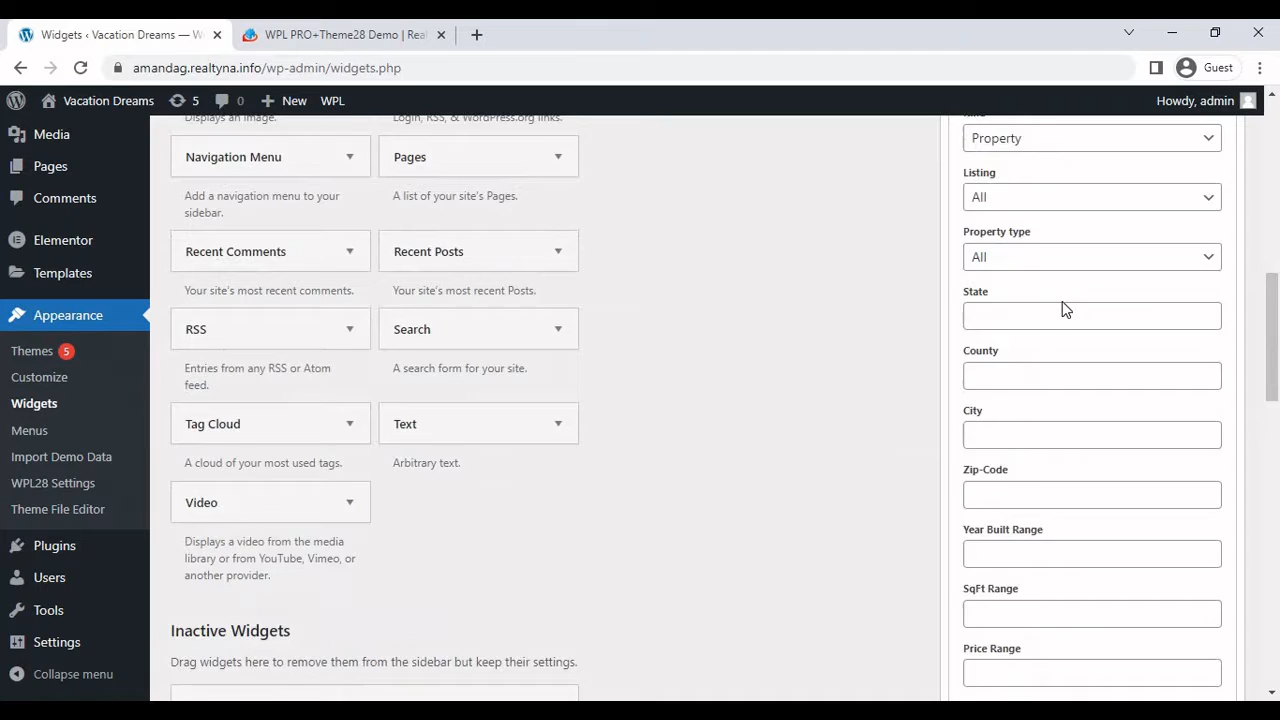 Widgets ‹ Vacation Dreams — W
WPL PRO+Theme28 Demo | Real
amandag.realtyna.info/wp-admin/widgets.php
Guest
Vacation Dreams
5
0
New
WPL
Howdy, admin
Media
Pages
Comments
Elementor
Templates
Appearance
Themes 5
Customize
Widgets
Menus
Import Demo Data
WPL28 Settings
Theme File Editor
Plugins
Users
Tools
Settings
Collapse menu
Displays an image.
Login, RSS, & WordPress.org links.
Navigation Menu
Pages
Add a navigation menu to your
sidebar.
A list of your site's Pages.
Recent Comments
Recent Posts
Your site's most recent comments.
Your site's most recent Posts.
RSS
Search
Entries from any RSS or Atom
feed.
A search form for your site.
Tag Cloud
Text
A cloud of your most used tags.
Arbitrary text.
Video
Displays a video from the media
library or from YouTube, Vimeo, or
another provider.
Inactive Widgets
Drag widgets here to remove them from the sidebar but keep their settings.
Property
Listing
All
Property type
All
State
County
City
Zip-Code
Year Built Range
SqFt Range
Price Range